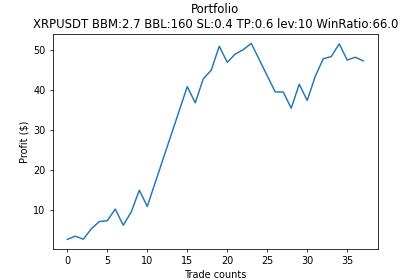 Portfolio
XRPUSDT BBM:2.7 BBL:160 SL:0.4 TP:0.6 lev:10 WinRatio:66.0
50
40
30
20
10
Profit ($)
0 5 10 15 20 25 30 35
Trade counts